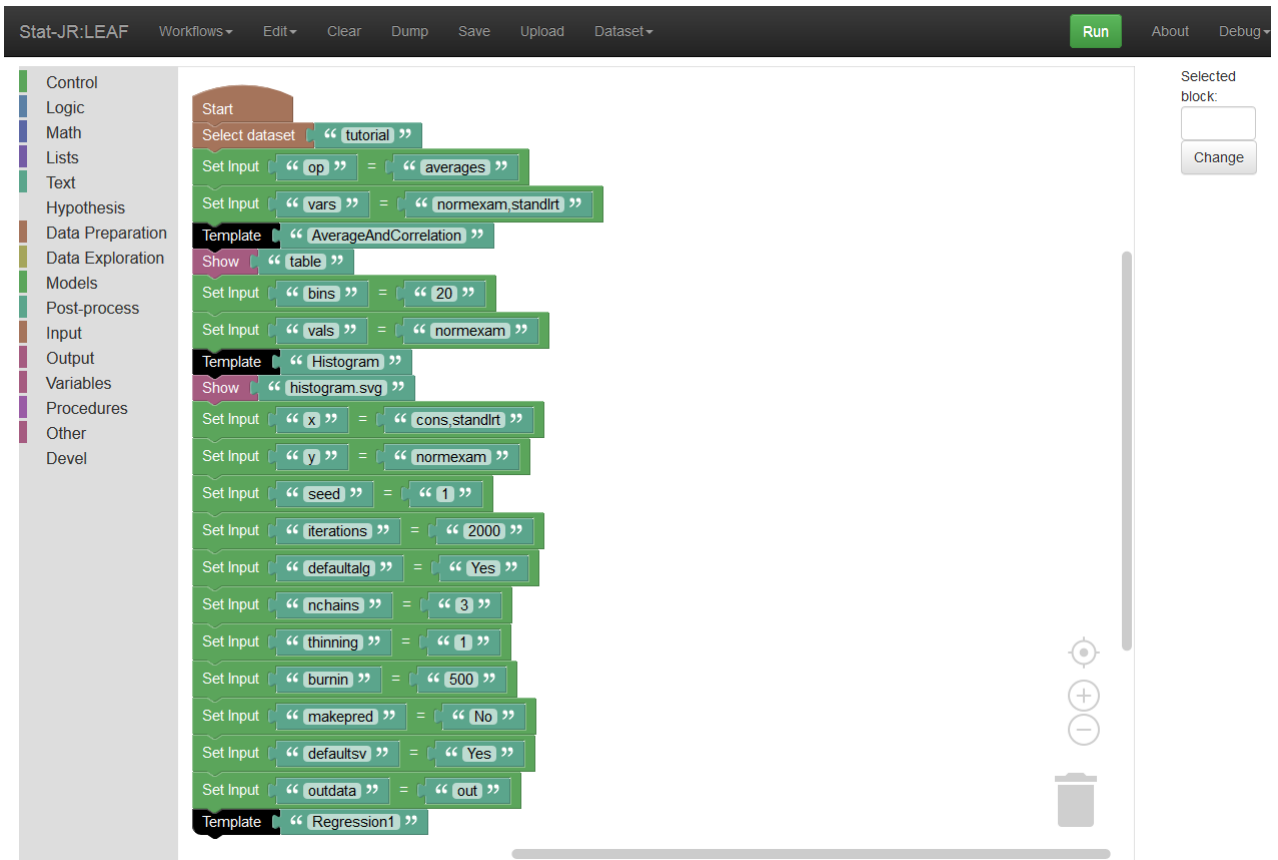 Stat-JR:LEAF Workflows Edit Clear Dump Save Upload Dataset Run About Debug
Control
Logic
Math
Lists
Text
Hypothesis
Data Preparation
Data Exploration
Models
Post-process
Input
Output
Variables
Procedures
Other
Devel
Start
Select dataset “ tutorial ”
Set Input “ op ” = “ averages ”
Set Input “ vars ” = “ normexam,standlrt ”
Template “ AverageAndCorrelation ”
Show “ table ”
Set Input “ bins ” = “ 20 ”
Set Input “ vals ” = “ normexam ”
Template “ Histogram ”
Show “ histogram.svg ”
Set Input “ x ” = “ cons,standlrt ”
Set Input “ y ” = “ normexam ”
Set Input “ seed ” = “ 1 ”
Set Input “ iterations ” = “ 2000 ”
Set Input “ defaultalg ” = “ Yes ”
Set Input “ nchains ” = “ 3 ”
Set Input “ thinning ” = “ 1 ”
Set Input “ burnin ” = “ 500 ”
Set Input “ makepred ” = “ No ”
Set Input “ defaultsv ” = “ Yes ”
Set Input “ outdata ” = “ out ”
Template “ Regression1 ”
Selected
block:
Change